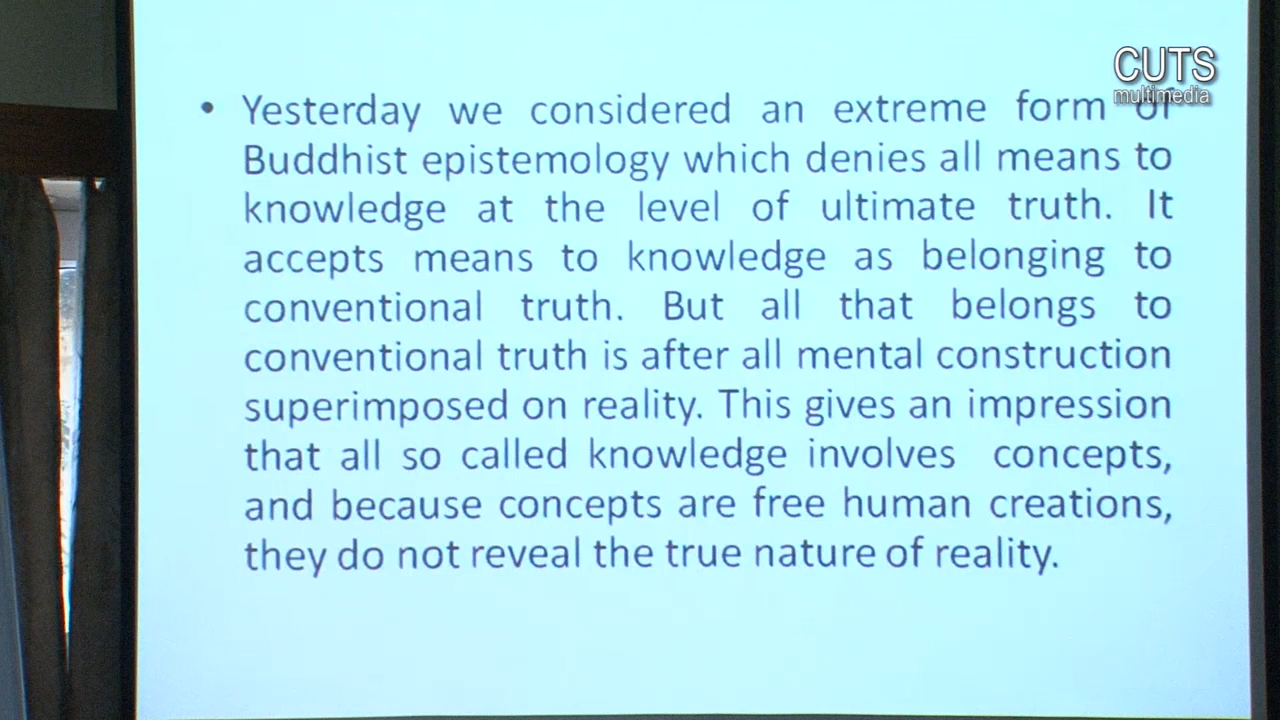 CUTS
multimedia
• Yesterday we considered an extreme form of
Buddhist epistemology which denies all means to
knowledge at the level of ultimate truth. It
accepts means to knowledge as belonging to
conventional truth. But all that belongs to
conventional truth is after all mental construction
superimposed on reality. This gives an impression
that all so called knowledge involves concepts,
and because concepts are free human creations,
they do not reveal the true nature of reality.